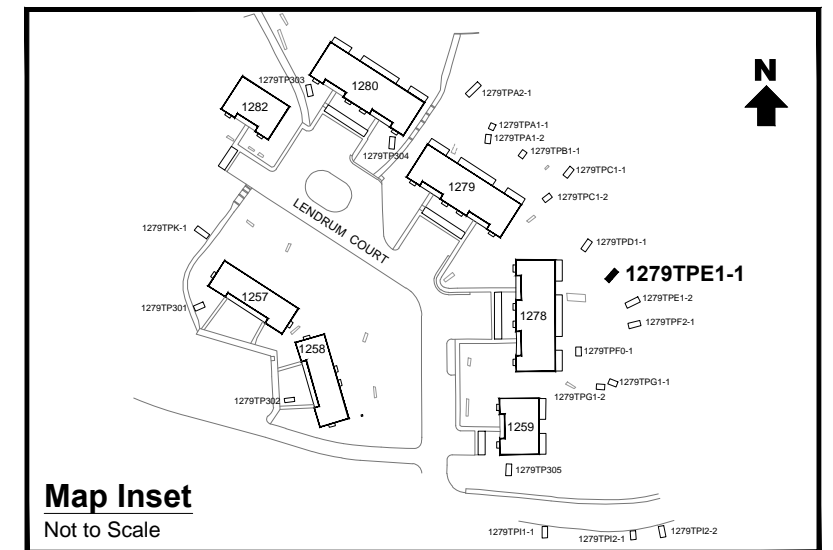 1279TP303
1280
1279TPA2-1
N
1282
1279TPA1-1
1279TPA1-2
1279TP304
1279TPB1-1
1279
1279TPC1-1
1279TPC1-2
LENDRUM COURT
1279TPK-1
1279TPD1-1
1279TPE1-1
1257
1279TPE1-2
1279TP301
1278
1279TPF2-1
1258
1279TPF0-1
1279TPG1-1
1279TPG1-2
1279TP302
1259
1279TP305
Map Inset
Not to Scale
1279TPI1-1
1279TPI2-1
1279TPI2-2